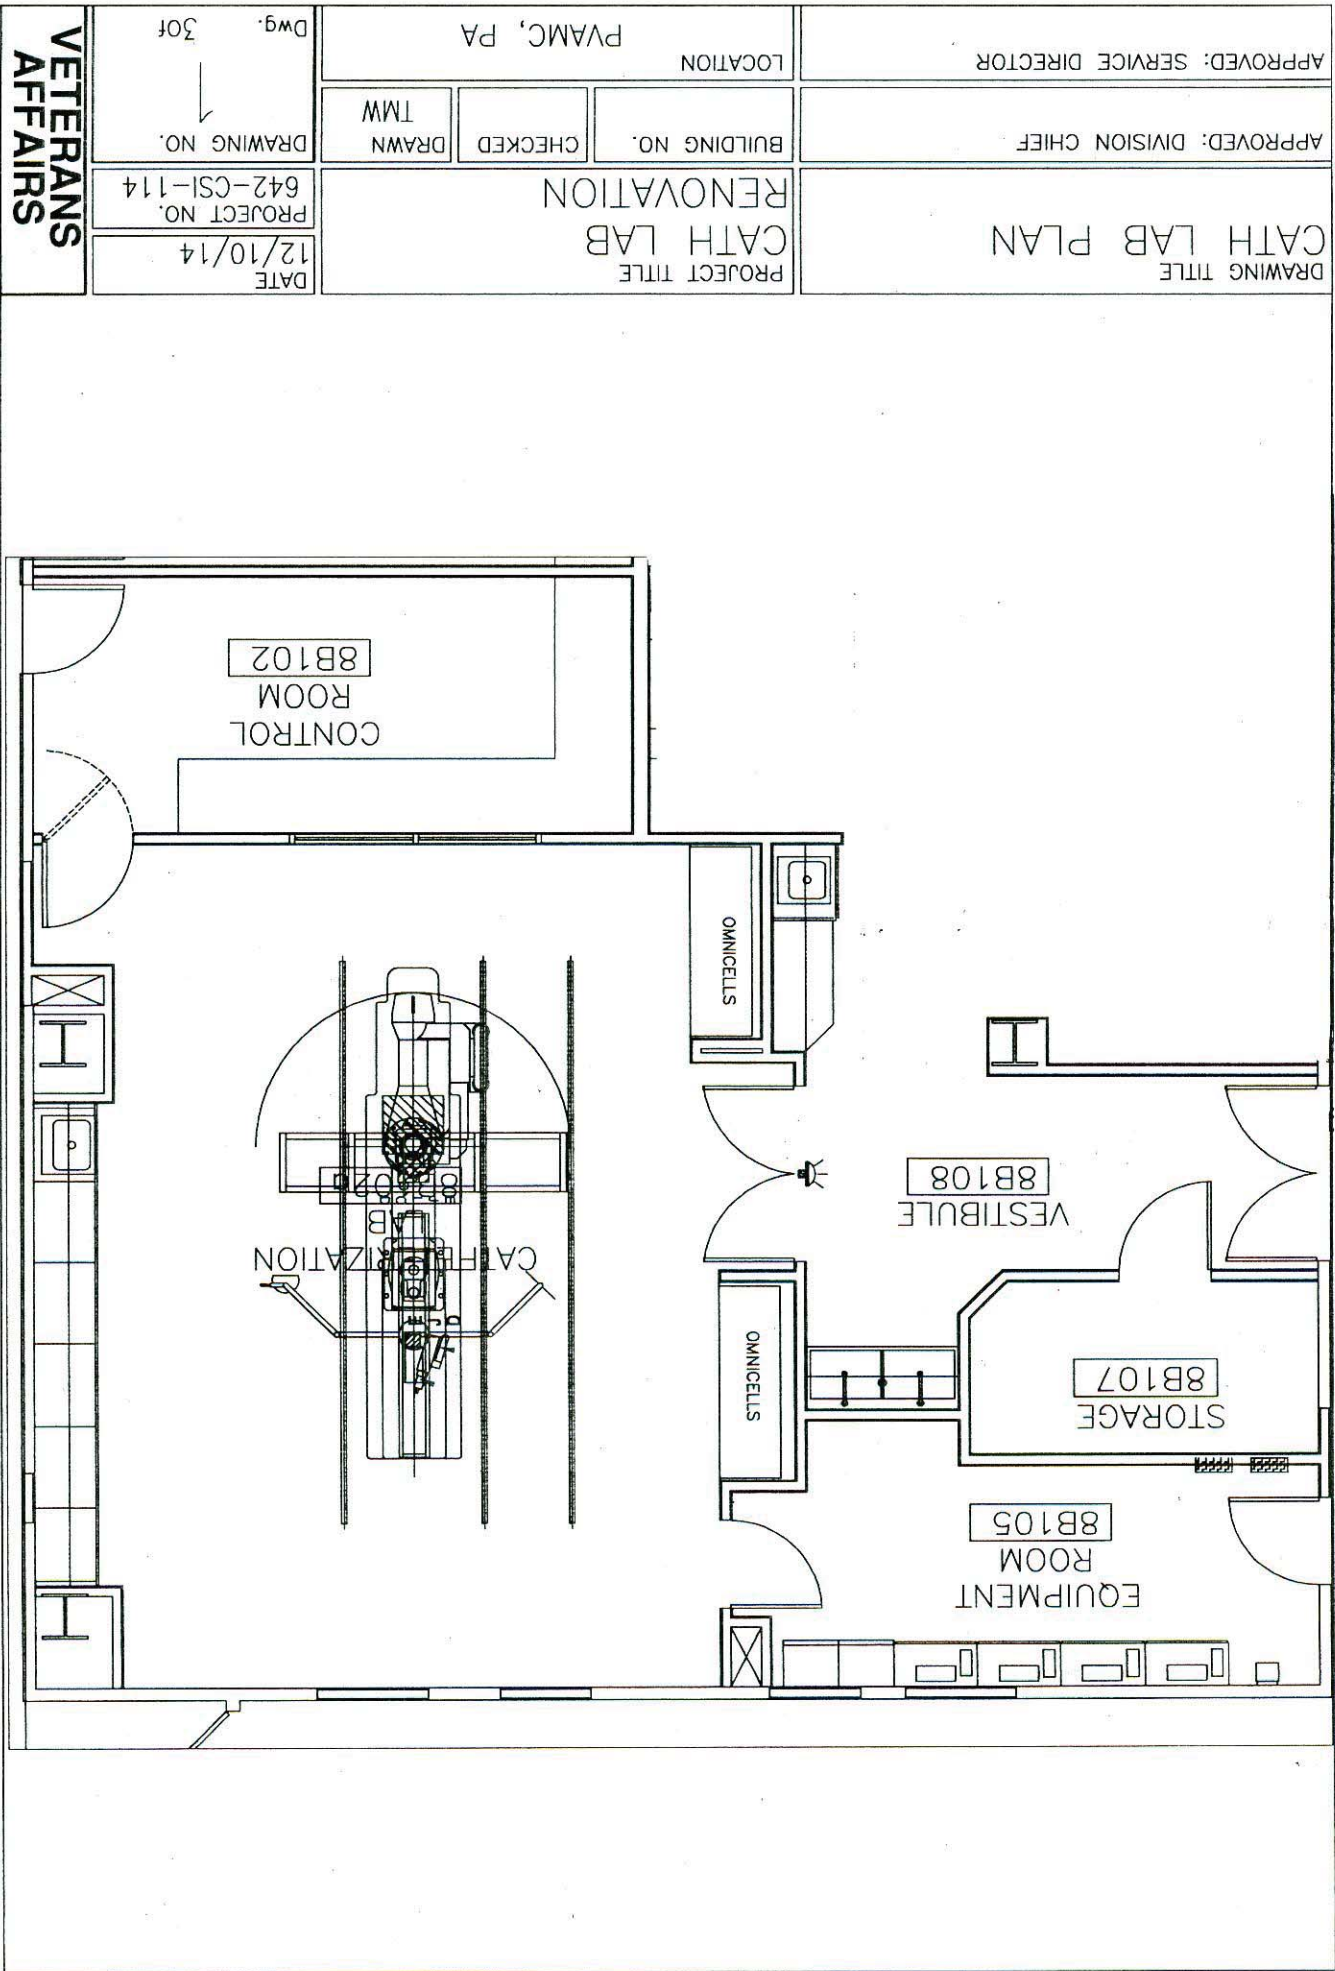 EQUIPMENT
ROOM
8B105
STORAGE
8B107
OMNICELLS
VESTIBULE
8B108
OMNICELLS
CONTROL
ROOM
8B102
DRAWING TITLE
CATH LAB PLAN
PROJECT TITLE
CATH LAB
RENOVATION
DATE
12/10/14
PROJECT NO.
642-CSI-114
VETERANS
AFFAIRS
APPROVED: DIVISION CHIEF
BUILDING NO.
CHECKED
DRAWN
TMW
DRAWING NO.
1
APPROVED: SERVICE DIRECTOR
LOCATION
PVAMC, PA
Dwg. 3of